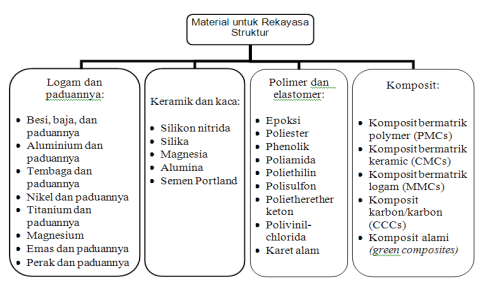 Material untuk Rekayasa
Struktur
Logam dan
paduannya:
• Besi, baja, dan
paduannya
• Aluminium dan
paduannya
• Tembaga dan
paduannya
• Nikel dan paduannya
• Titanium dan
paduannya
• Magnesium
• Emas dan paduannya
• Perak dan paduannya
Keramik dan kaca:
• Silikon nitrida
• Silika
• Magnesia
• Alumina
• Semen Portland
Polimer dan
elastomer:
• Epoksi
• Poliester
• Phenolik
• Poliamida
• Poliethilin
• Polisulfon
• Polietherether
keton
• Polivinil-
chlorida
• Karet alam
Komposit:
• Komposit bermatrik
polymer (PMCs)
• Komposit bermatrik
keramic (CMCs)
• Komposit bermatrik
logam (MMCs)
• Komposit
karbon/karbon
(CCCs)
• Komposit alami
(green composites)